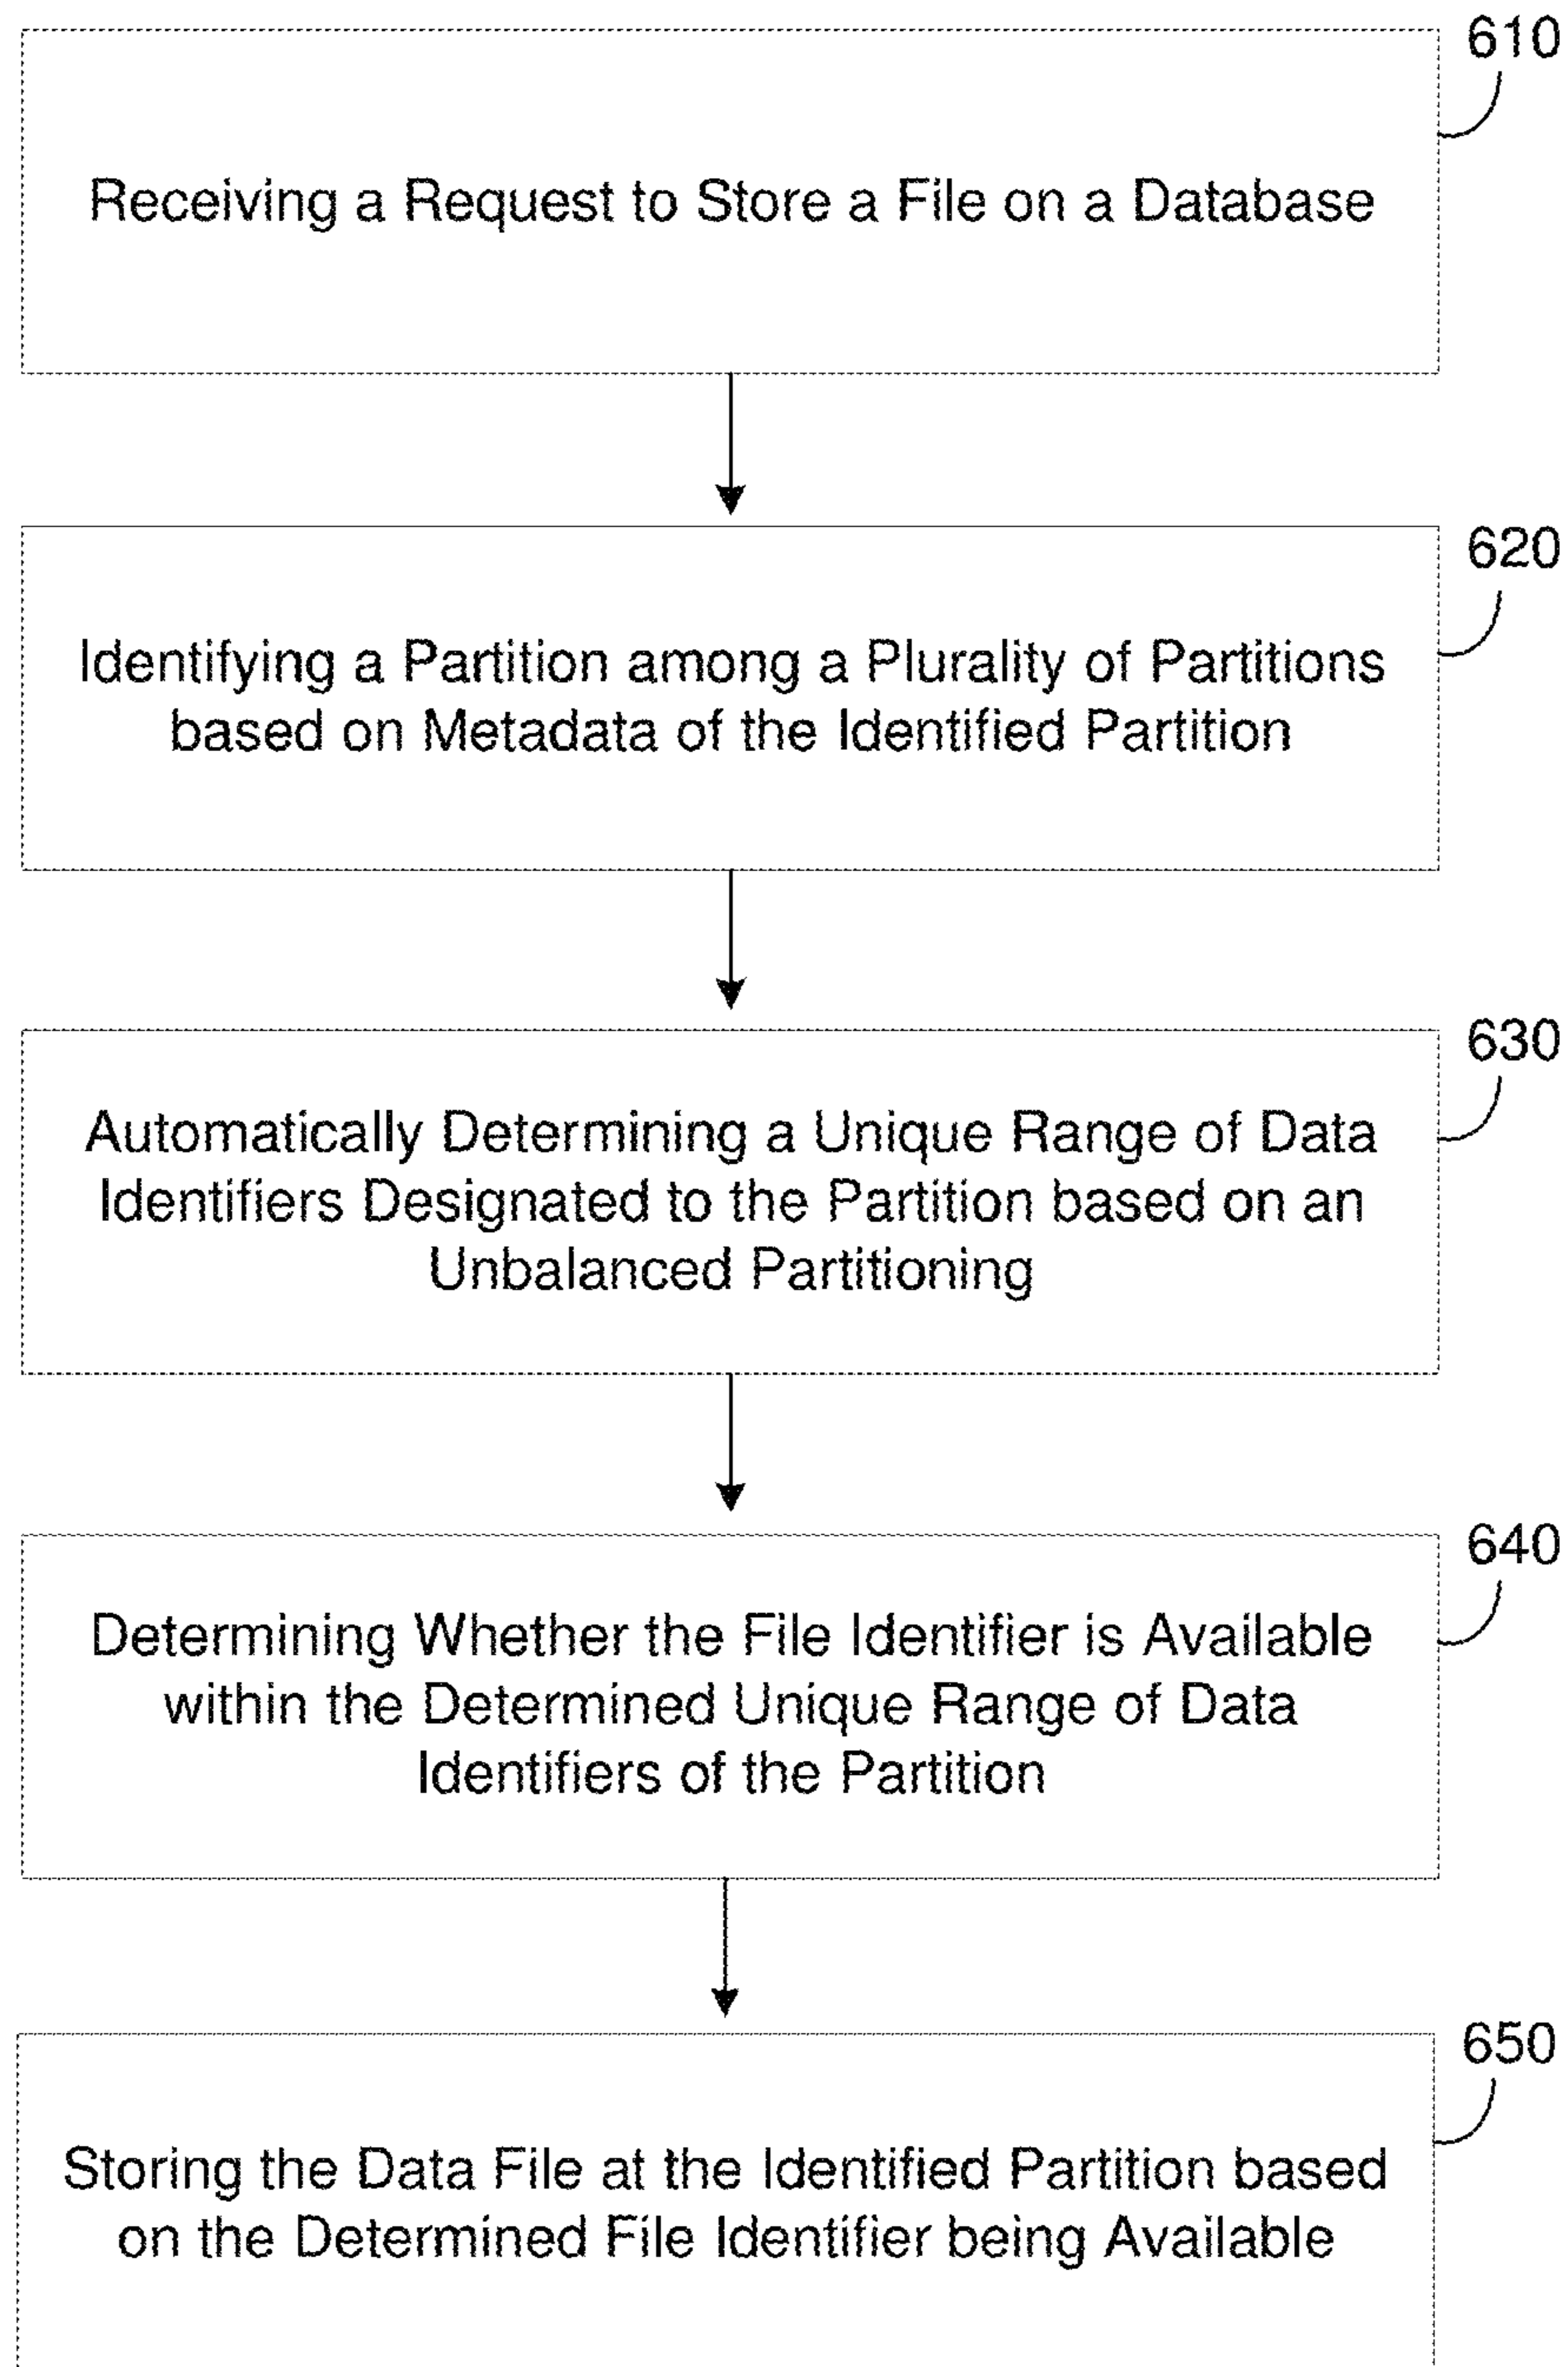 610
Receiving a Request to Store a File on a Database
620
Identifying a Partition among a Plurality of Partitions
based on Metadata of the Identified Partition
630
Automatically Determining a Unique Range of Data
Identifiers Designated to the Partition based on an
Unbalanced Partitioning
640
Determining Whether the File Identifier is Available
within the Determined Unique Range of Data
Identifiers of the Partition
650
Storing the Data File at the Identified Partition based
on the Determined File Identifier being Available